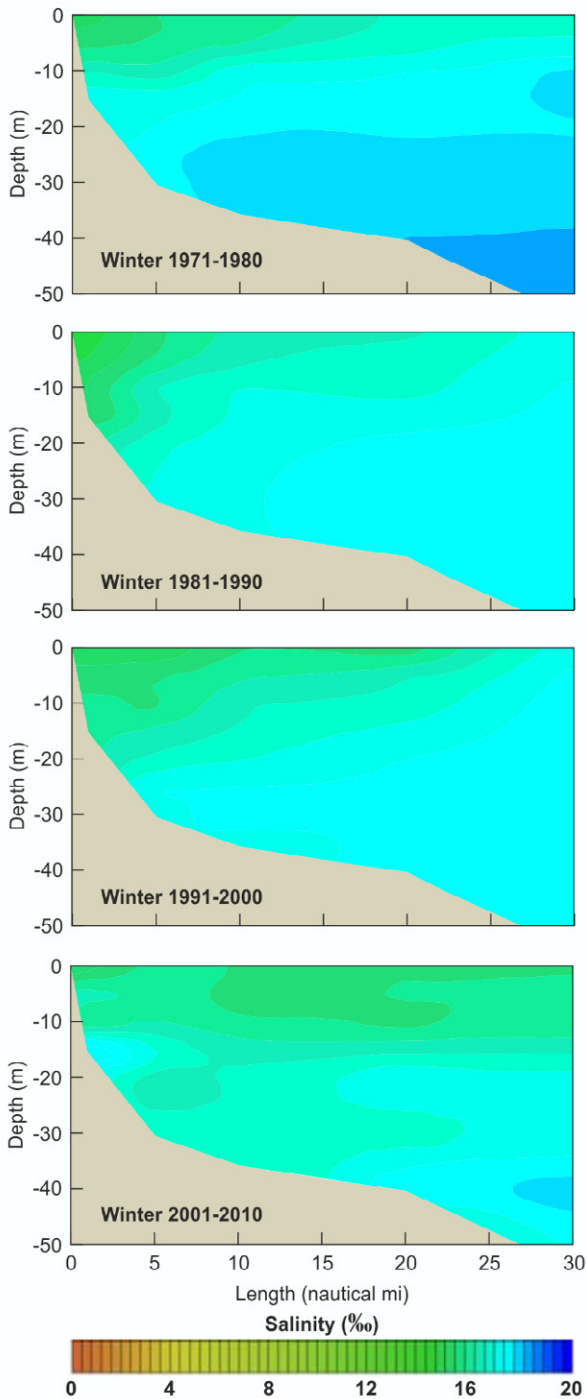 0
-10
-20
-30
-40
-50
Depth (m)
Winter 1971-1980
0
-10
-20
-30
-40
-50
Depth (m)
Winter 1981-1990
0
-10
-20
-30
-40
-50
Depth (m)
Winter 1991-2000
0
-10
-20
-30
-40
-50
Depth (m)
Winter 2001-2010
0 5 10 15 20 25 30
Length (nautical mi)
Salinity (‰)
0 4 8 12 16 20